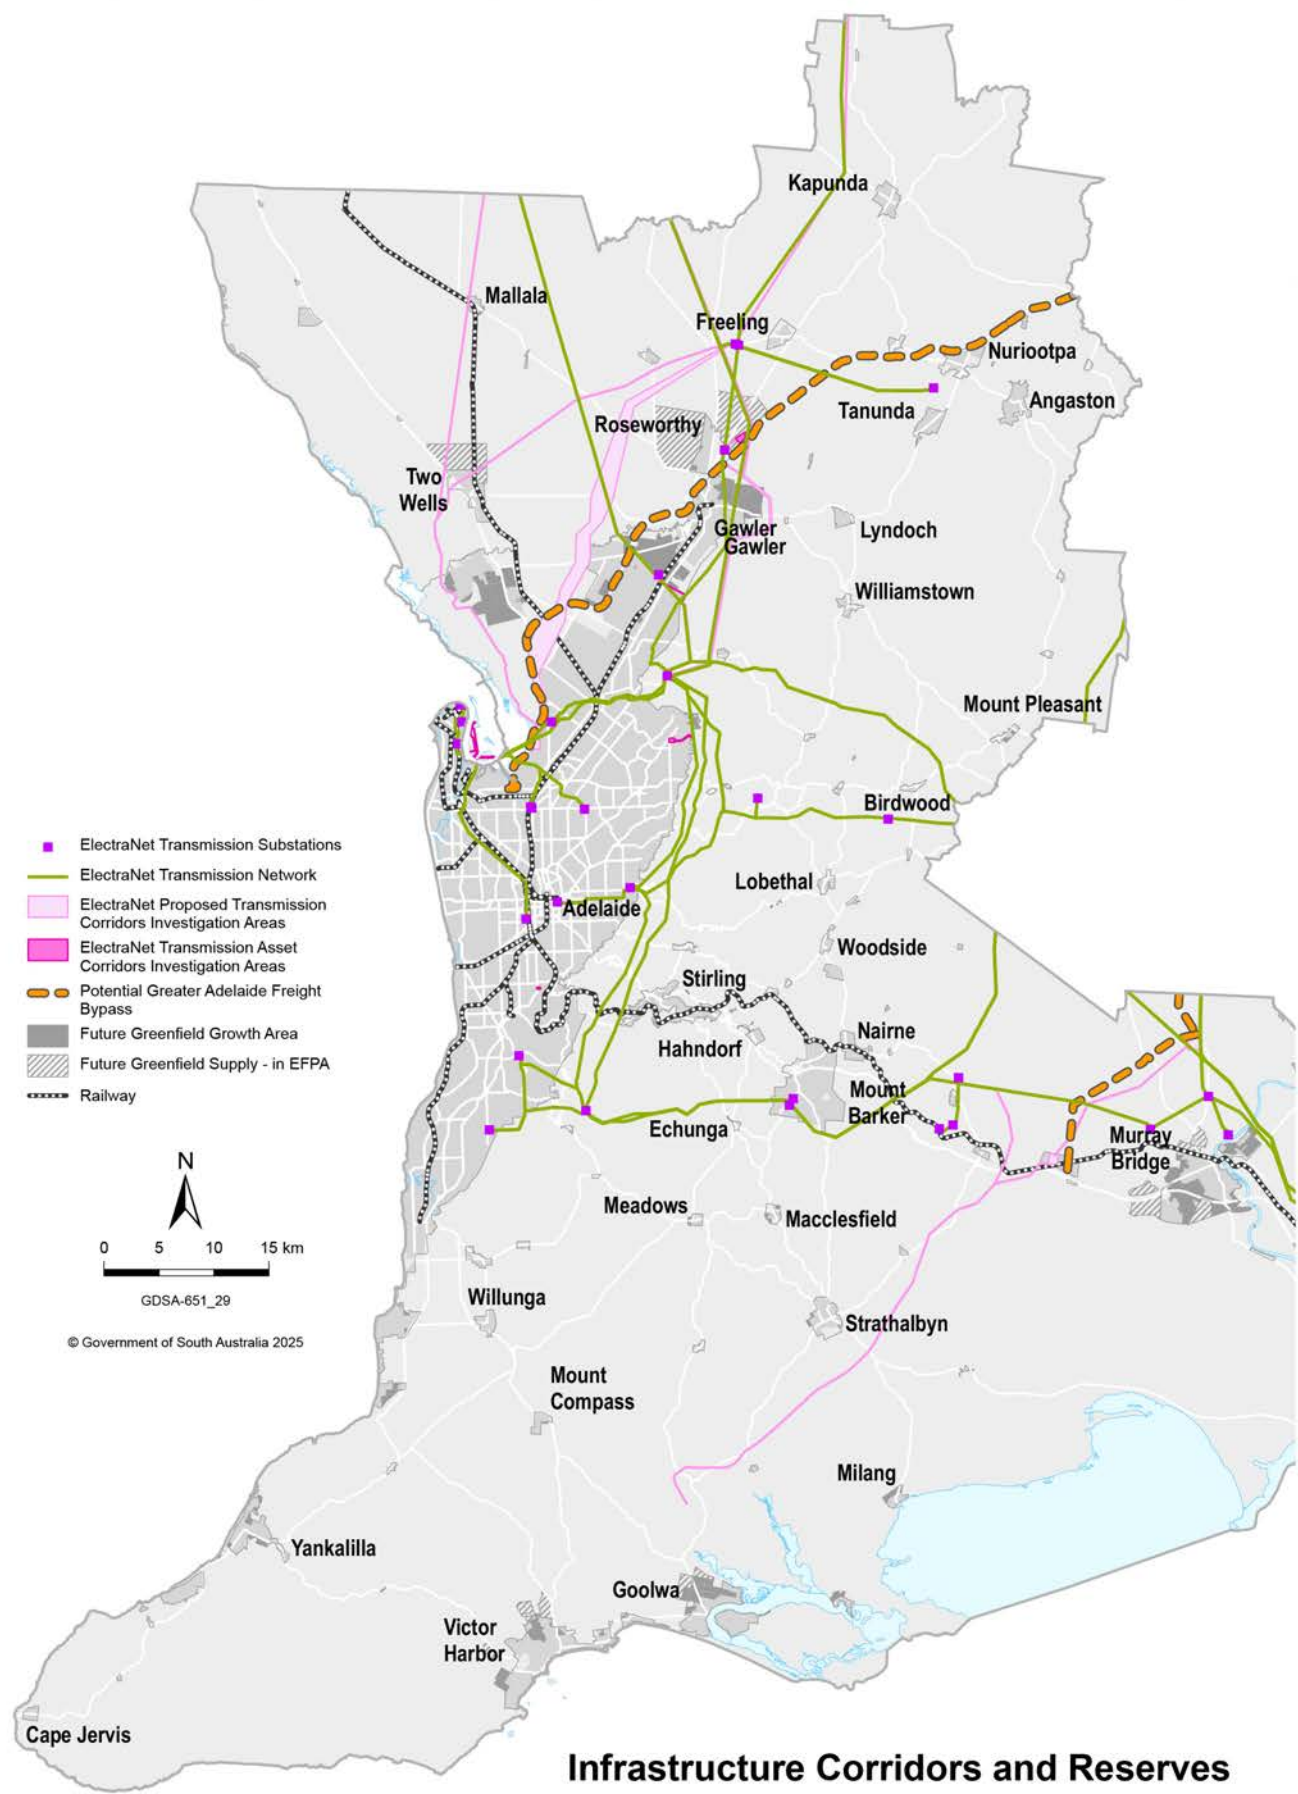 Kapunda
Mallala
Freeling
Nuriootpa
Angaston
Tanunda
Roseworthy
Two
Wells
Gawler
Gawler
Lyndoch
Williamstown
Mount Pleasant
Birdwood
ElectraNet Transmission Substations
ElectraNet Transmission Network
ElectraNet Proposed Transmission
Corridors Investigation Areas
ElectraNet Transmission Asset
Corridors Investigation Areas
Potential Greater Adelaide Freight
Bypass
Future Greenfield Growth Area
Future Greenfield Supply - in EFPA
Railway
Lobethal
Adelaide
Woodside
Stirling
Nairne
Hahndorf
Mount
Barker
Echunga
Murray
Bridge
N
0 5 10 15 km
GDSA-651_29
© Government of South Australia 2025
Meadows
Macclesfield
Willunga
Strathalbyn
Mount
Compass
Milang
Yankalilla
Goolwa
Victor
Harbor
Cape Jervis
Infrastructure Corridors and Reserves